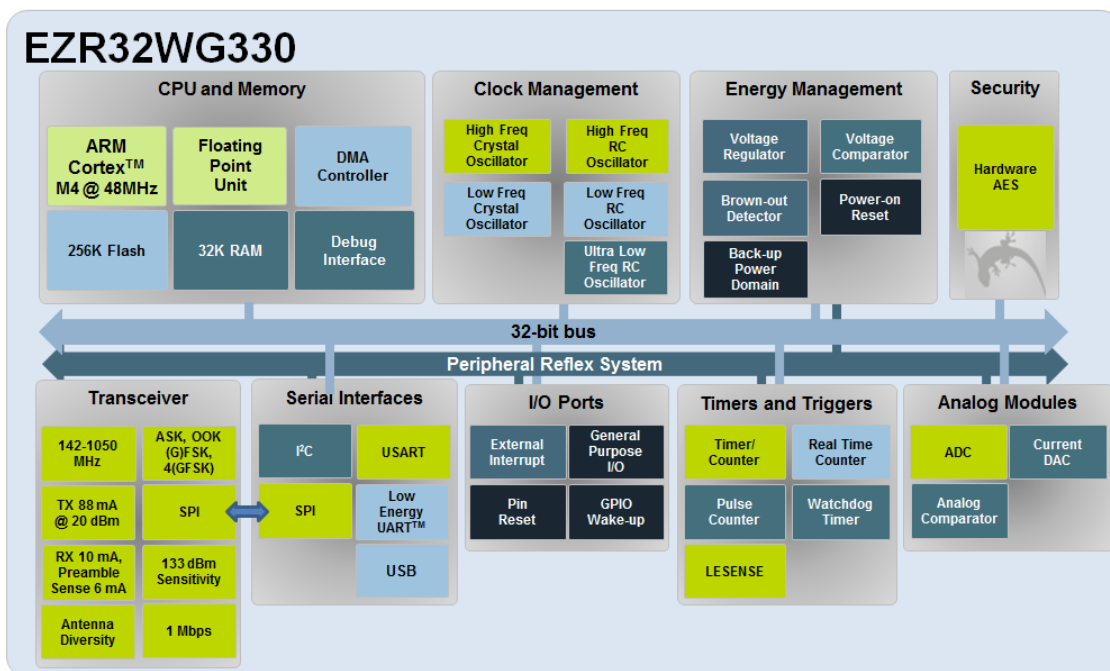 EZR32WG330
CPU and Memory
ARM
Cortex™
M4 @ 48MHz
Floating
Point
Unit
DMA
Controller
256K Flash
32K RAM
Debug
Interface
Clock Management
High Freq
Crystal
Oscillator
High Freq
RC
Oscillator
Low Freq
Crystal
Oscillator
Low Freq
RC
Oscillator
Ultra Low
Freq RC
Oscillator
Energy Management
Voltage
Regulator
Voltage
Comparator
Brown-out
Detector
Power-on
Reset
Back-up
Power
Domain
Security
Hardware
AES
32-bit bus
Peripheral Reflex System
Transceiver
142-1050
MHz
ASK, OOK
(G)FSK,
4(GFSK)
TX 88 mA
@ 20 dBm
SPI
RX 10 mA,
Preamble
Sense 6 mA
133 dBm
Sensitivity
Antenna
Diversity
1 Mbps
Serial Interfaces
I²C
USART
SPI
Low
Energy
UART™
USB
I/O Ports
External
Interrupt
General
Purpose
I/O
Pin
Reset
GPIO
Wake-up
Timers and Triggers
Timer/
Counter
Real Time
Counter
Pulse
Counter
Watchdog
Timer
LESENSE
Analog Modules
ADC
Current
DAC
Analog
Comparator